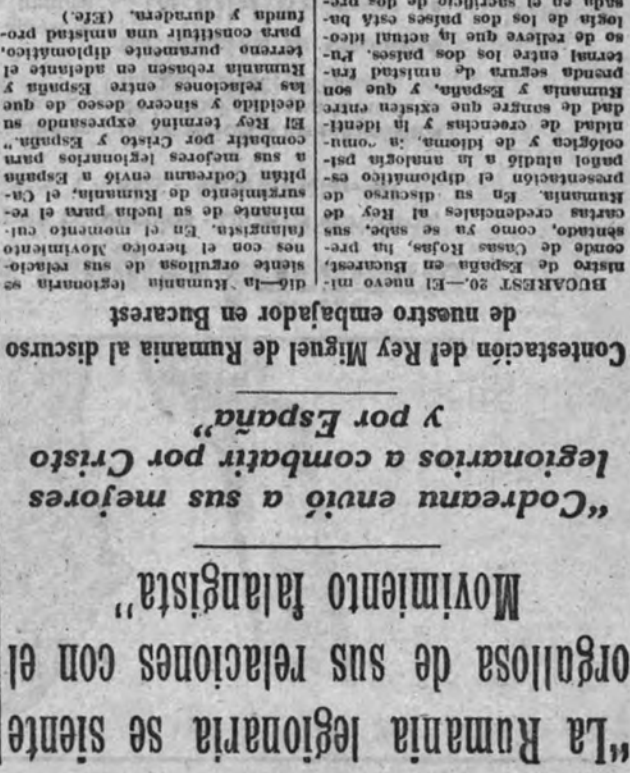 "La Rumania legionaria se siente
orgullosa de sus relaciones con el
Movimiento falangista"
"Codreanu envió a sus mejores
legionarios a combatir por Cristo
y por España"
Contestación del Rey Miguel de Rumania al discurso
de nuestro embajador en Bucarest
BUCAREST 20.—El nuevo mi-
nistro de España en Bucarest,
conde de Casas Rojas, ha pre-
sentado, como ya se sabe, sus
cartas credenciales al Rey de
Rumania. En su discurso de
presentación el diplomático es-
pañol aludió a la analogía psi-
cológica y de idioma, "comu-
nidad de creencias y la identi-
dad de sangre que existen entre
Rumania y España, y que son
prenda segura de amistad fra-
ternal entre los dos países. Pu-
so de relieve que la actual ideo-
logía de los dos países está ba-
sada en el sacrificio de dos pre-
dió—la Rumania legionaria se
siente orgullosa de sus relacio-
nes con el heroico Movimiento
falangista. En el momento cul-
minante de su lucha para el re-
surgimiento de Rumania, el Ca-
pitán Codreanu envió a España
a sus mejores legionarios para
combatir por Cristo y España."
El Rey terminó expresando su
decidido y sincero deseo de que
las relaciones entre España y
Rumania rebasen en adelante el
terreno puramente diplomático,
para constituir una amistad pro-
funda y duradera. (Efe.)